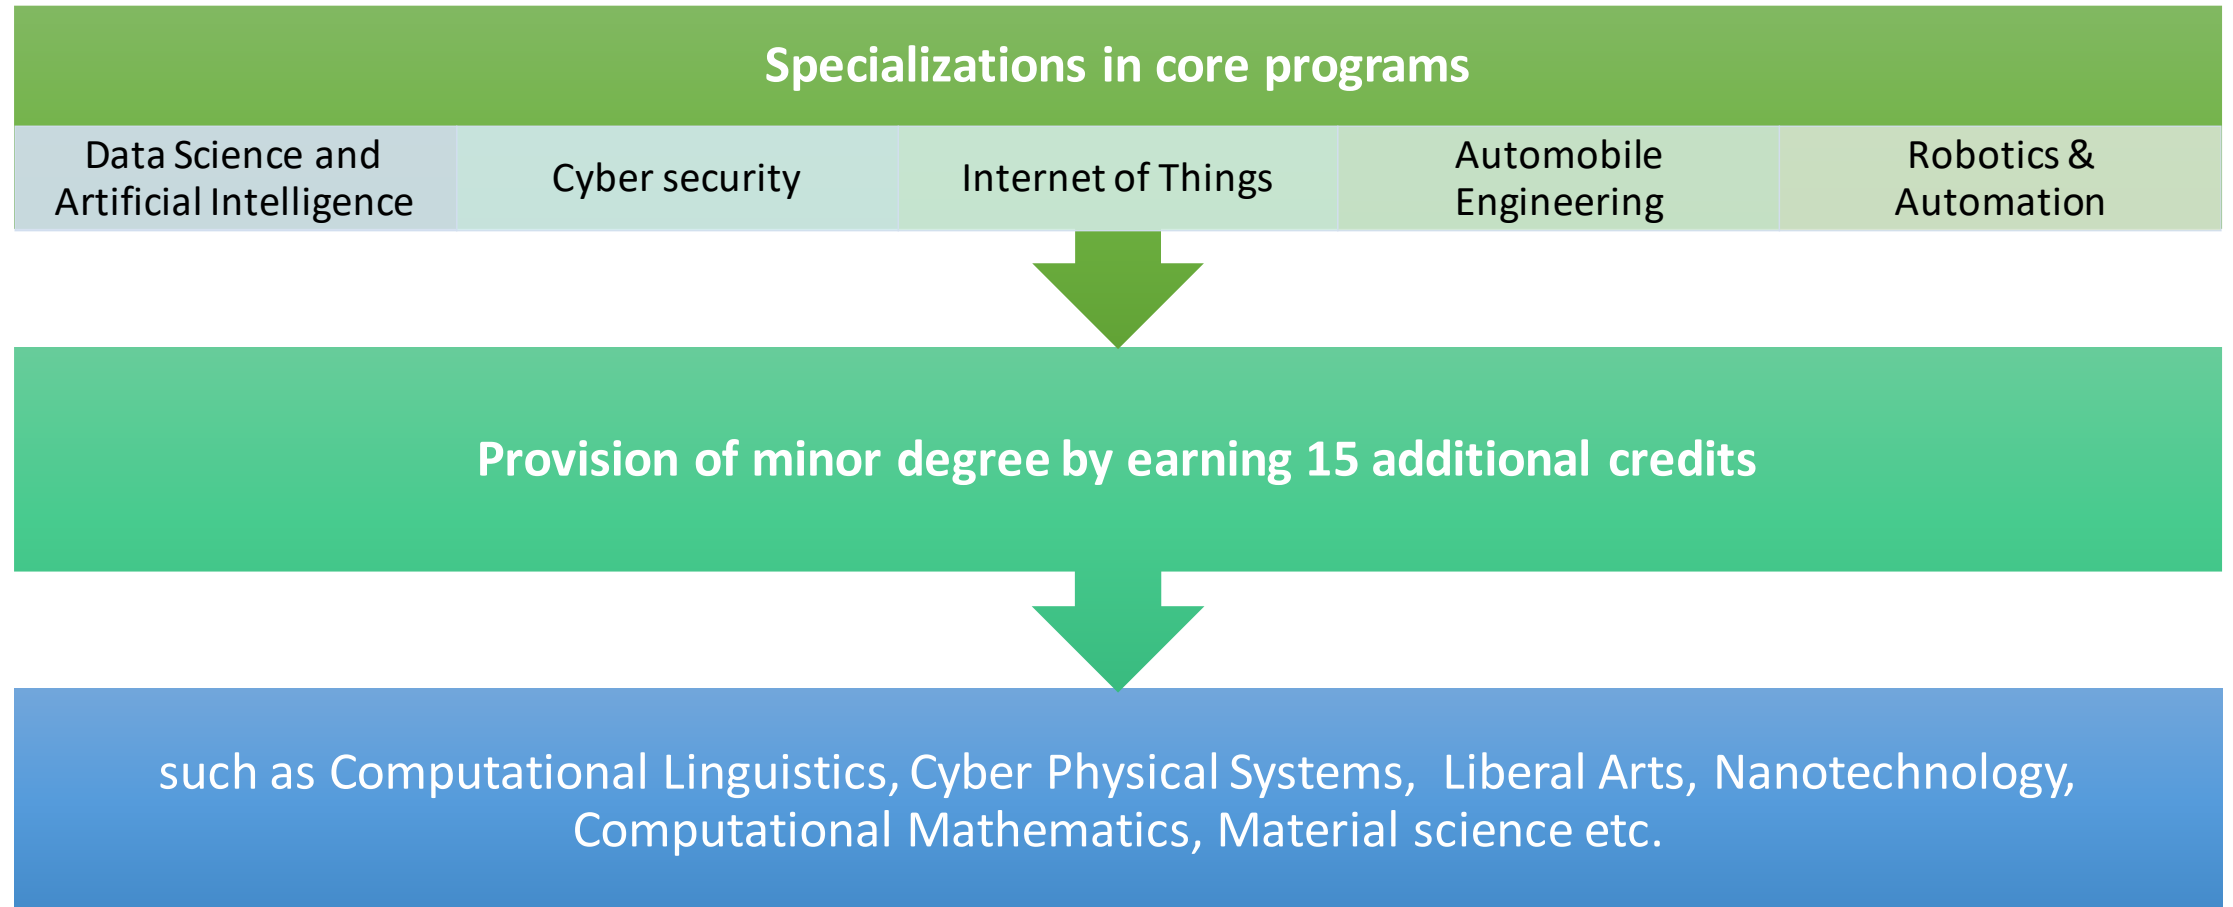 Specializations in core programs
Data Science and
Artificial Intelligence
Cyber security
Internet of Things
Automobile
Engineering
Robotics &
Automation
Provision of minor degree by earning 15 additional credits
such as Computational Linguistics, Cyber Physical Systems,  Liberal Arts, Nanotechnology,
Computational Mathematics, Material science etc.